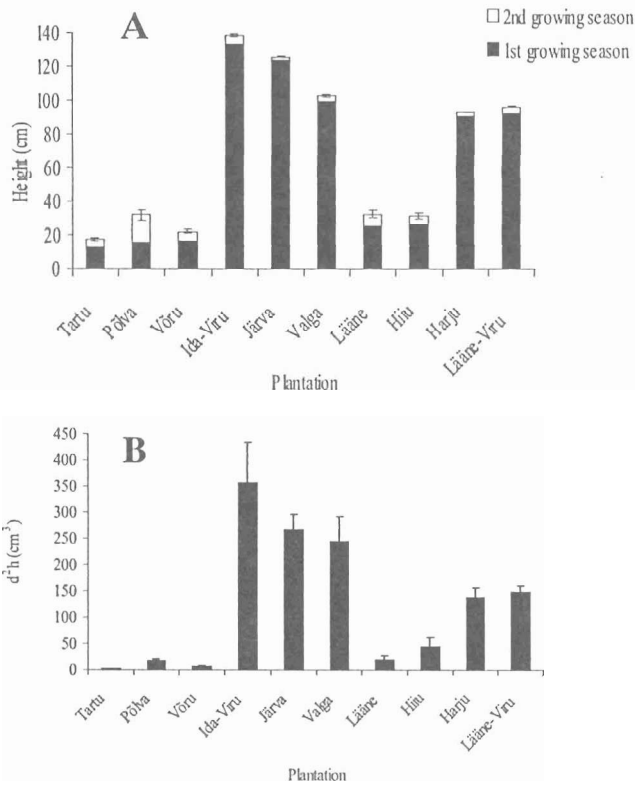 A
2nd growing season
1st growing season
Height (cm)
140
120
100
80
60
40
20
0
Tartu
Põlva
Võru
Ida-Viru
Järva
Valga
Lääne
Hiiu
Harju
Lääne-Viru
Plantation
B
d²h (cm³)
450
400
350
300
250
200
150
100
50
0
Tartu
Põlva
Võru
Ida-Viru
Järva
Valga
Lääne
Hiiu
Harju
Lääne-Viru
Plantation